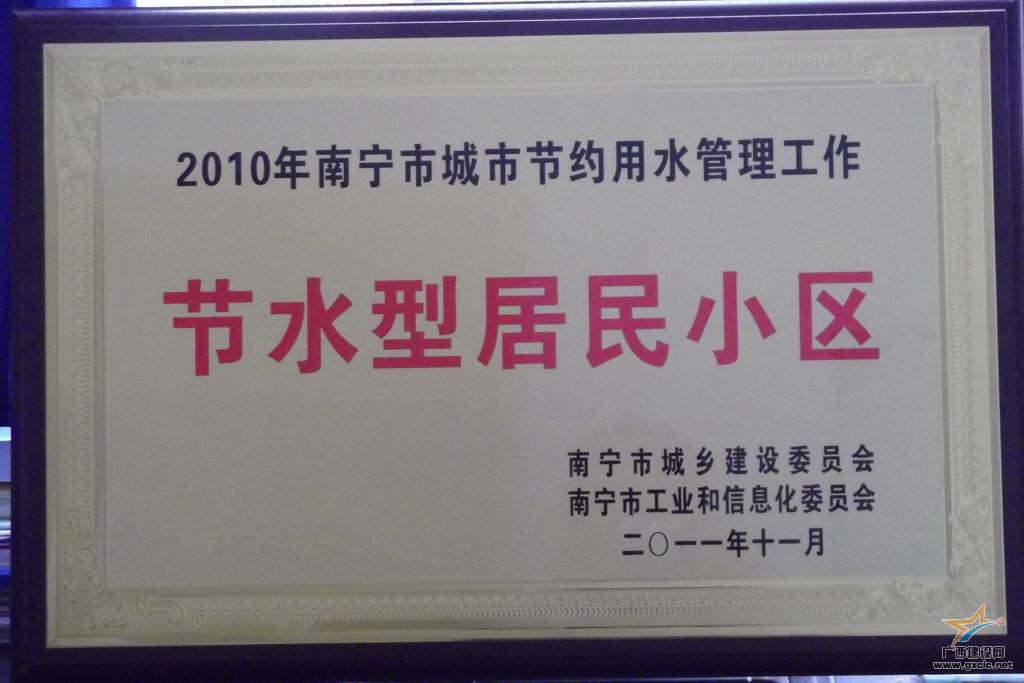 2010年南宁市城市节约用水管理工作
节水型居民小区
南宁市城乡建设委员会
南宁市工业和信息化委员会
二〇一一年十一月
广西建设网
www.gxcic.net